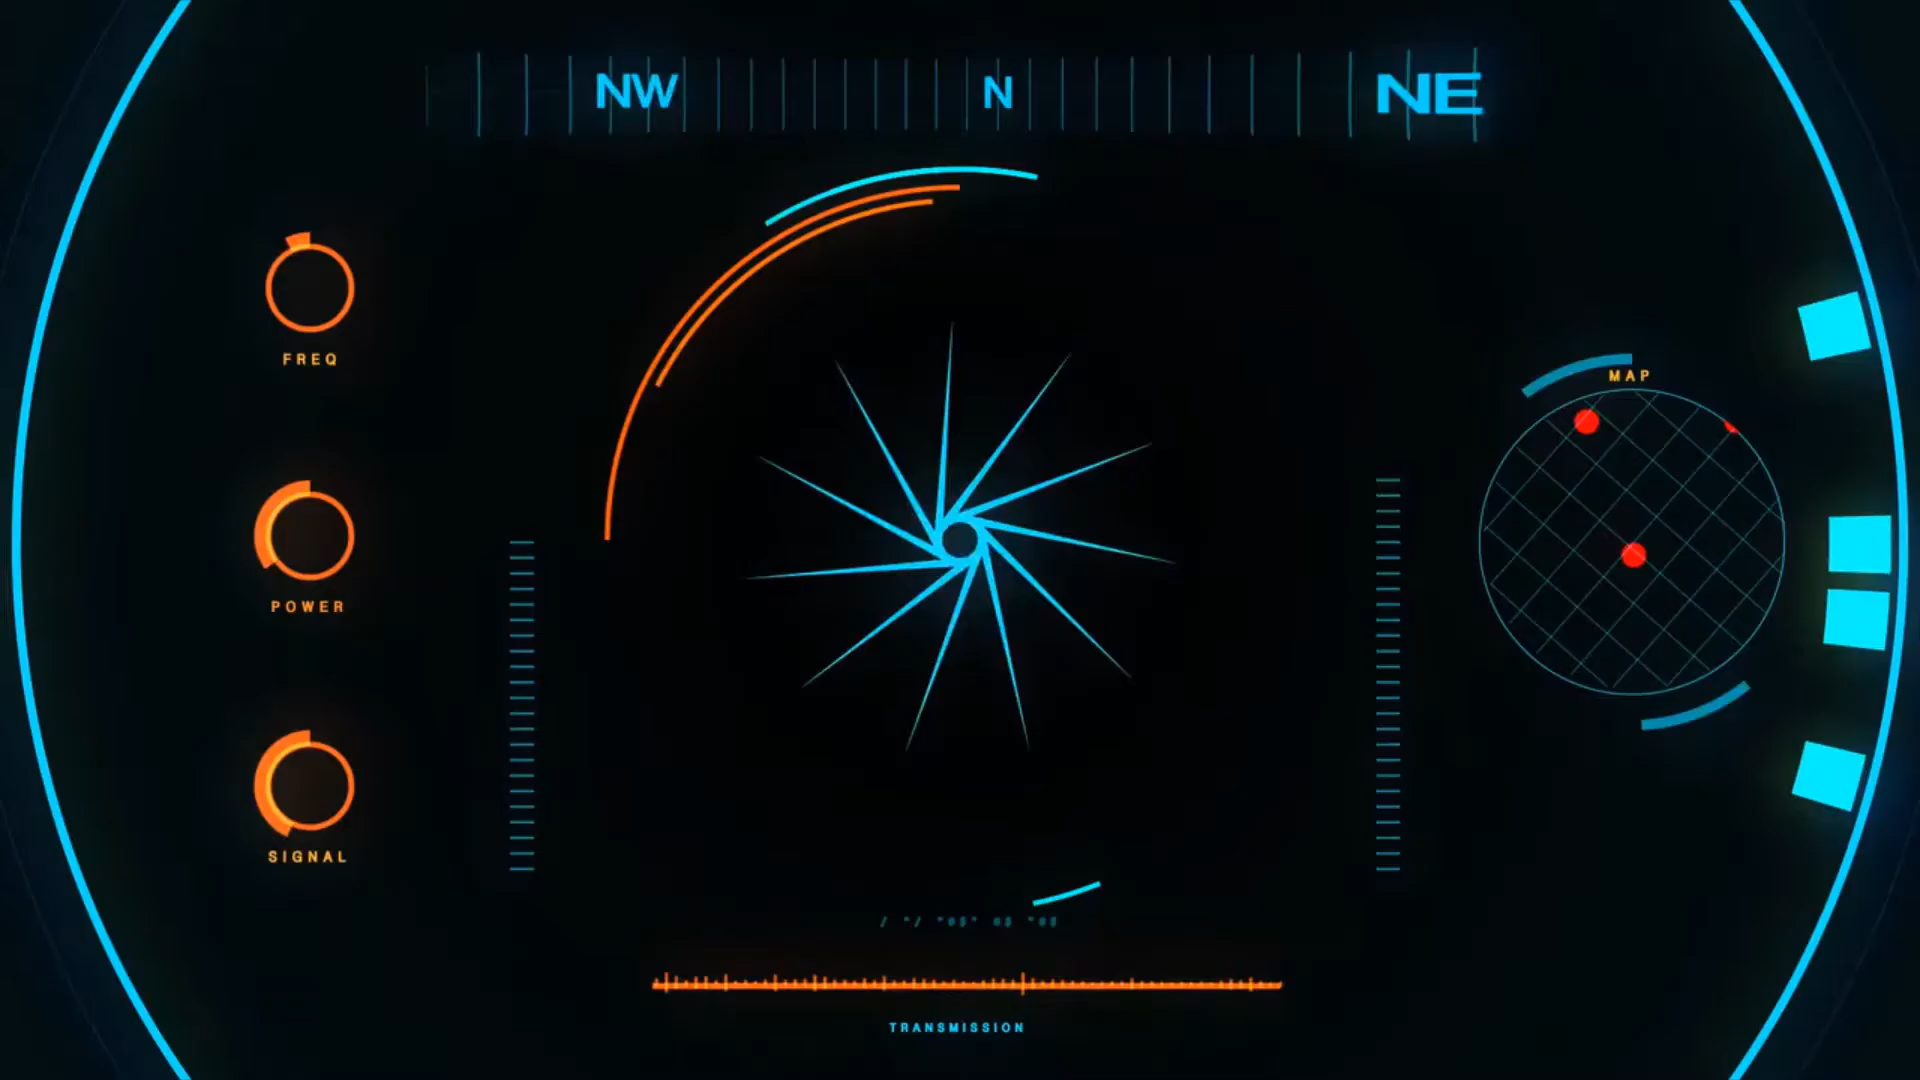 NW N NE
FREQ
MAP
POWER
SIGNAL
TRANSMISSION